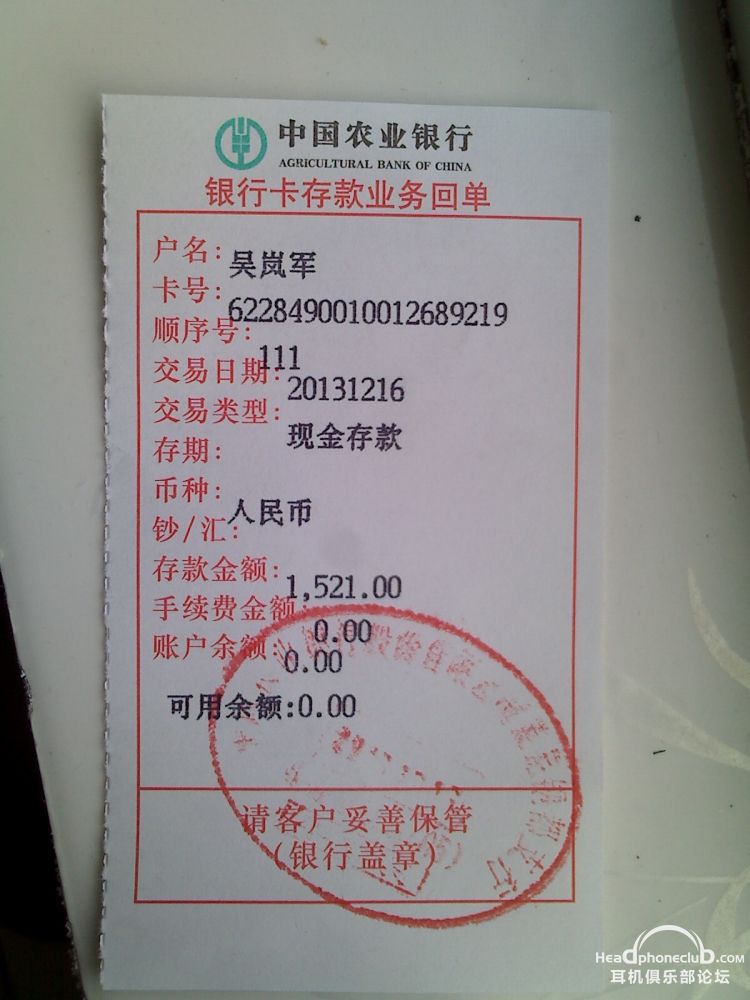 中国农业银行
AGRICULTURAL BANK OF CHINA
银行卡存款业务回单
户名：吴岚军
卡号：6228490010012689219
顺序号：111
交易日期：20131216
交易类型：现金存款
存期：
币种：人民币
钞/汇：
存款金额：1,521.00
手续费金额：0.00
账户余额：0.00
可用余额:0.00
请客户妥善保管
（银行盖章）
HeadphoneClub.com
耳机俱乐部论坛